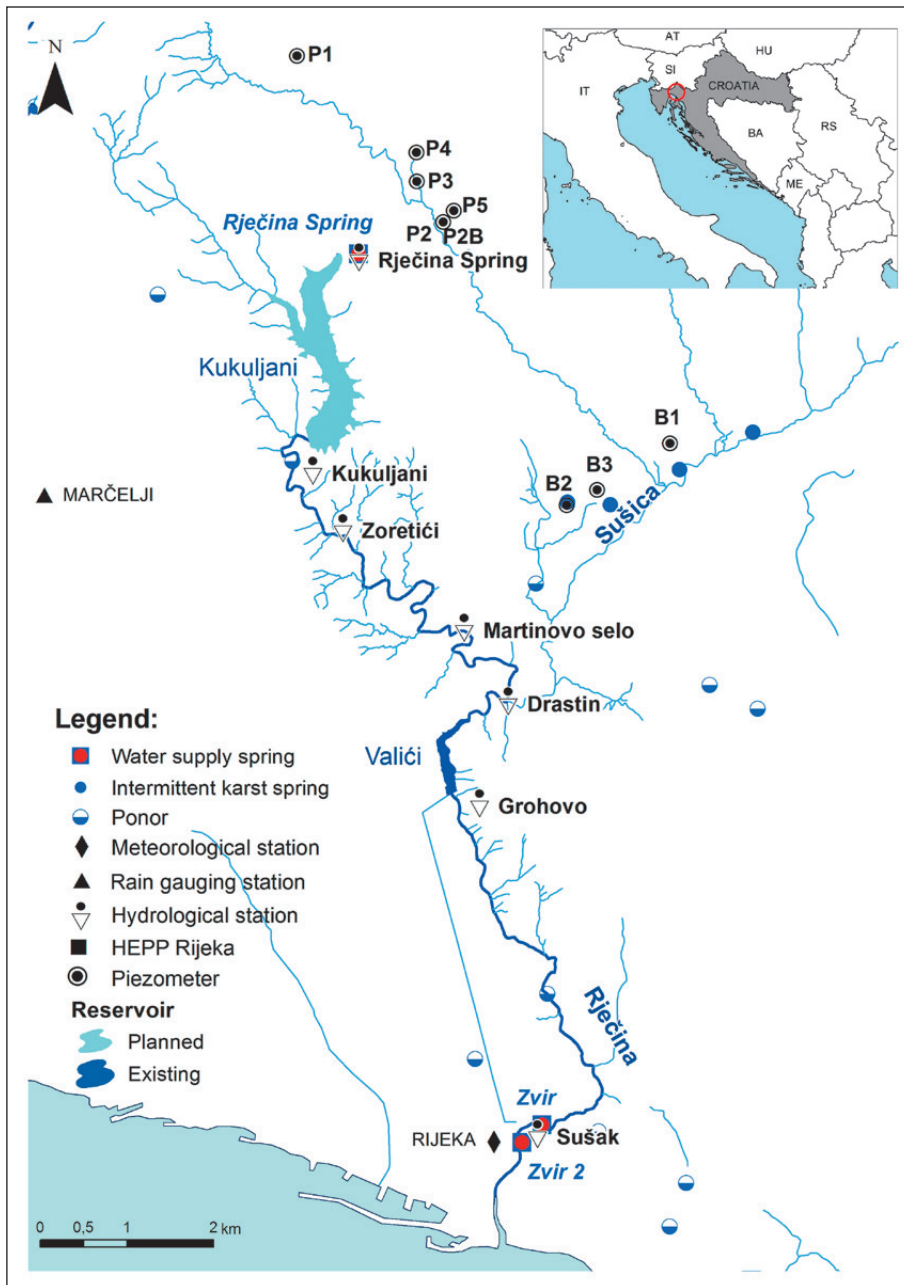 N
P1
P4
P3
P5
P2
P2B
Rječina Spring
Rječina Spring
AT
HU
SI
IT
CROATIA
BA
RS
ME
Kukuljani
B1
B3
B2
Sušica
Kukuljani
MARČELJI
Zoretići
Martinovo selo
Drastin
Valići
Grohovo
Legend:
Water supply spring
Intermittent karst spring
Ponor
Meteorological station
Rain gauging station
Hydrological station
HEPP Rijeka
Piezometer
Reservoir
Planned
Existing
Rječina
Zvir
RIJEKA
Sušak
Zvir 2
0 0,5 1 2 km